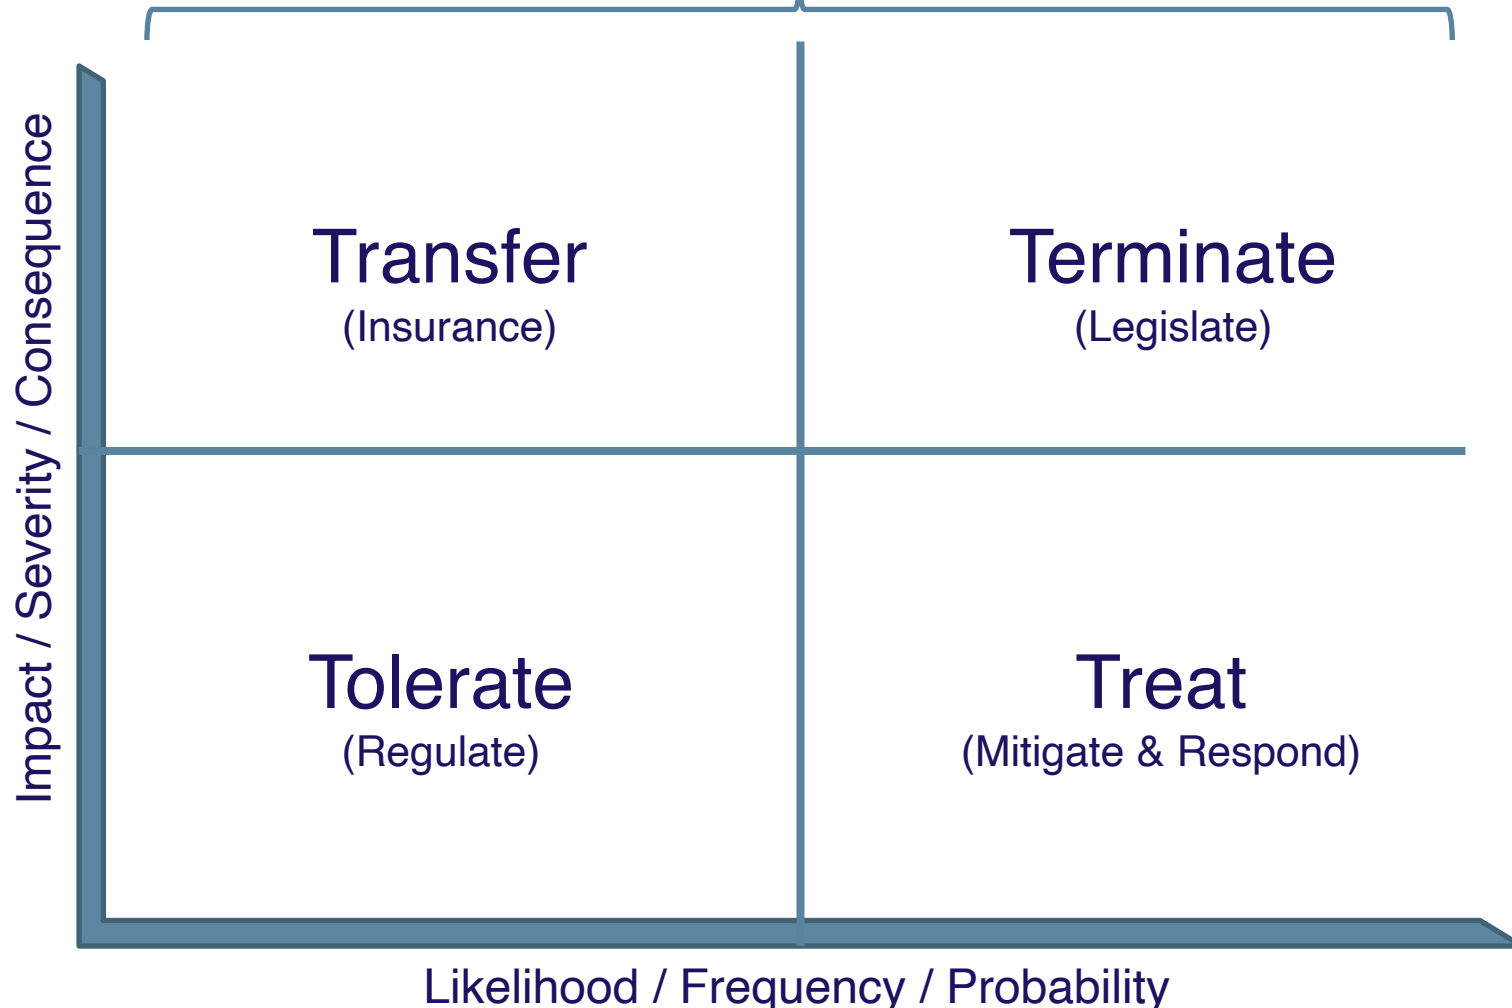 Impact / Severity / Consequence
Transfer
(Insurance)
Terminate
(Legislate)
Tolerate
(Regulate)
Treat
(Mitigate & Respond)
Likelihood / Frequency / Probability